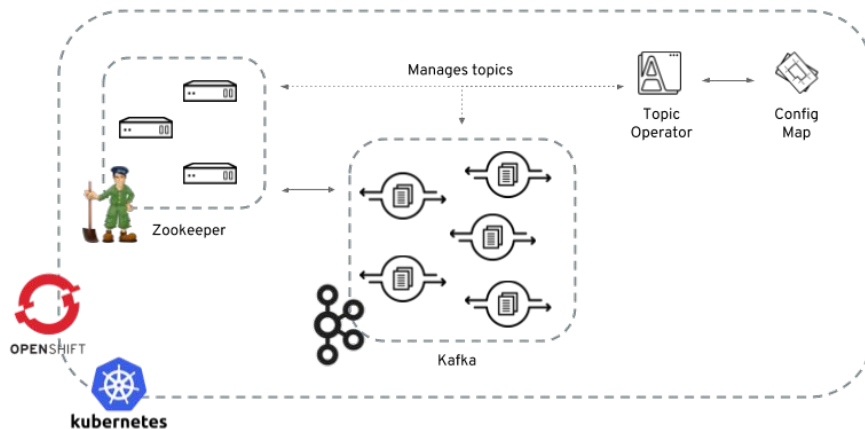 Manages topics
Topic
Operator
Config
Map
Zookeeper
Kafka
OPENSHIFT
kubernetes